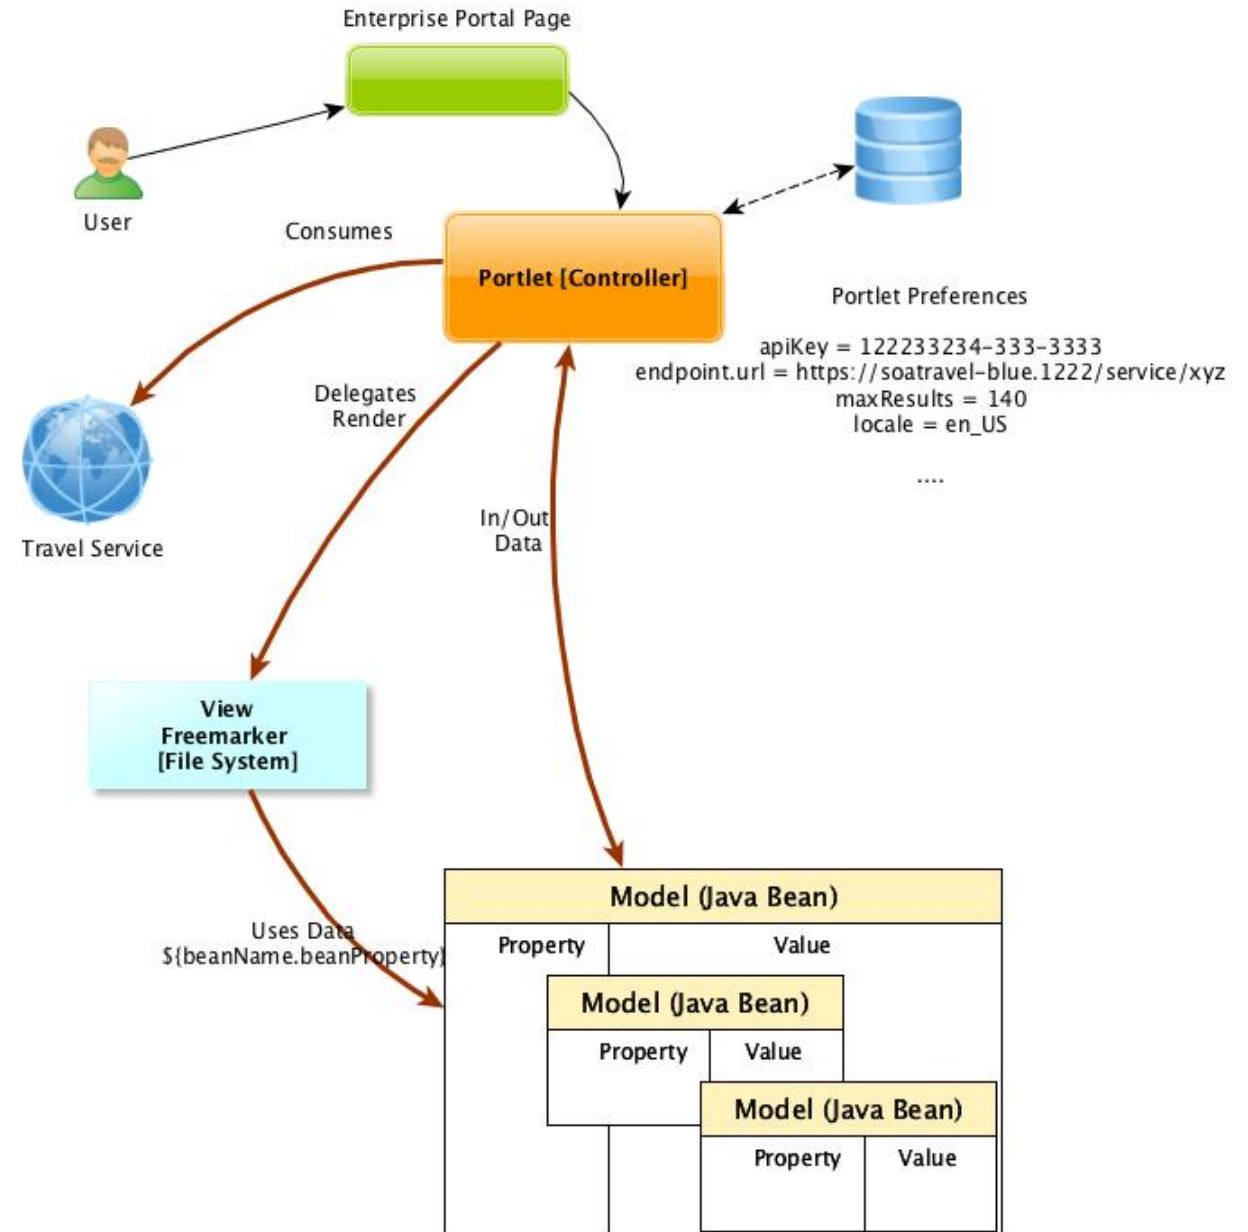 Enterprise Portal Page
User
Consumes
Portlet [Controller]
Portlet Preferences
apiKey = 122233234-333-3333
endpoint.url = https://soatravel-blue.1222/service/xyz
maxResults = 140
locale = en_US
....
Delegates
Render
Travel Service
In/Out
Data
View
Freemarker
[File System]
Uses Data
${beanName.beanProperty}
Model (Java Bean)
Property Value
Model (Java Bean)
Property Value
Model (Java Bean)
Property Value